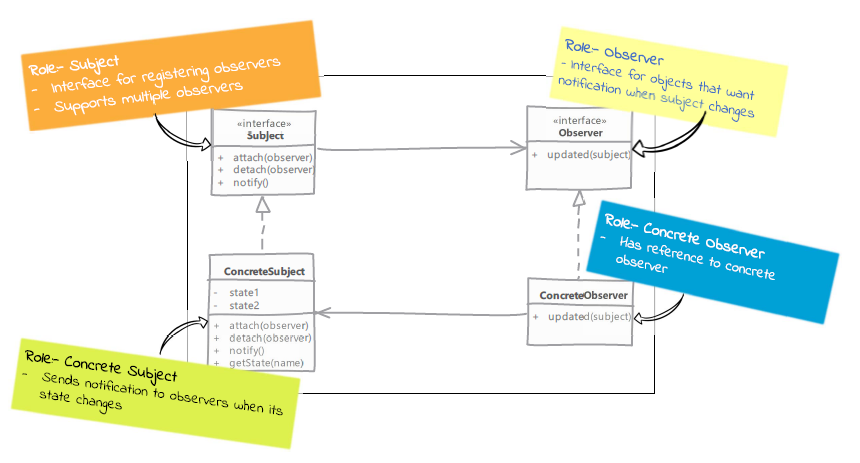 Role:- Subject
- Interface for registering observers
- Supports multiple observers
Role:- Observer
- Interface for objects that want
notification when subject changes
«interface»
Subject
+ attach(observer)
+ detach(observer)
+ notify()
«interface»
Observer
+ updated(subject)
Role:- Concrete Observer
- Has reference to concrete
observer
ConcreteSubject
- state1
- state2
+ attach(observer)
+ detach(observer)
+ notify()
+ getState(name)
ConcreteObserver
+ updated(subject)
Role:- Concrete Subject
- Sends notification to observers when its
state changes